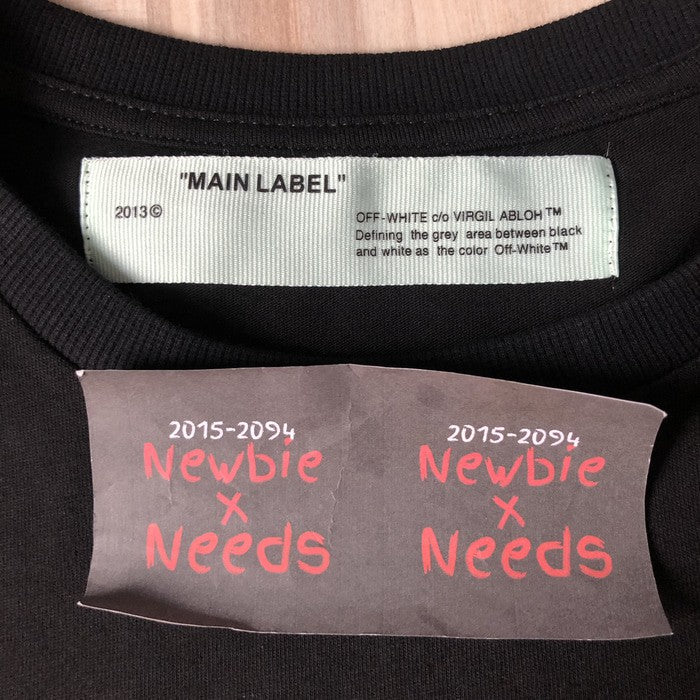 "MAIN LABEL"
2013©
OFF-WHITE c/o VIRGIL ABLOH™
Defining the grey area between black
and white as the color Off-White™
2015-2094
Newbie
x
Needs
2015-2094
Newbie
x
Needs